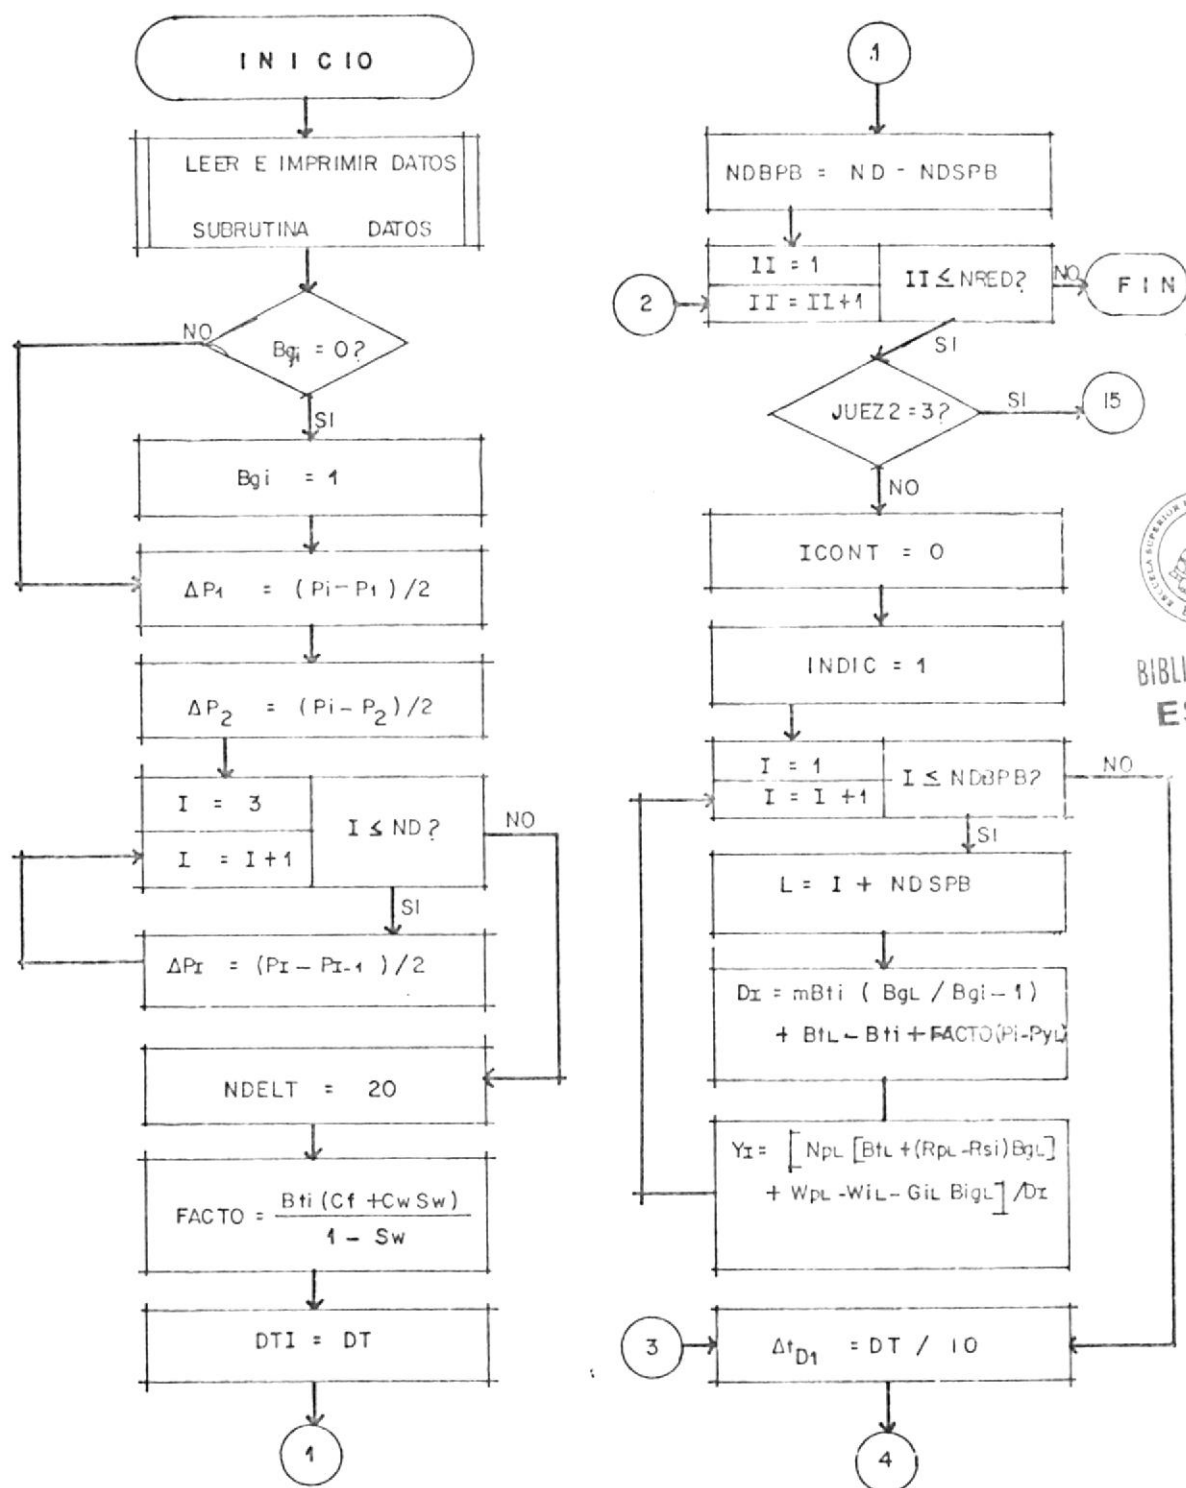 INICIO
LEER E IMPRIMIR DATOS
SUBRUTINA DATOS
Bgi = 0?
NO
SI
Bgi = 1
ΔP1 = (Pi-P1)/2
ΔP2 = (Pi-P2)/2
I = 3
I = I+1
I ≤ ND?
NO
SI
ΔPI = (PI-PI-1)/2
NDELT = 20
FACTO = Bti (Cf + Cw Sw)
1 - Sw
DTI = DT
1
1
NDBPB = ND - NDSPB
2
II = 1
II = II+1
II ≤ NRED?
NO
FIN
SI
JUEZ2=3?
SI
15
NO
ICONT = 0
INDIC = 1
I = 1
I = I+1
I ≤ NDBPB?
NO
SI
L = I + NDSPB
DI = mBti ( BgL / Bgi-1)
+ BtL - Bti + FACTO(Pi-PyL)
YI = [NpL [BtL + (RpL-Rsi)BgL]
+ WpL-WiL-GiL BigL] /DI
3
ΔtD1 = DT / 10
4
BIBLI